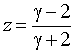 z = (γ − 2)/(γ + 2)